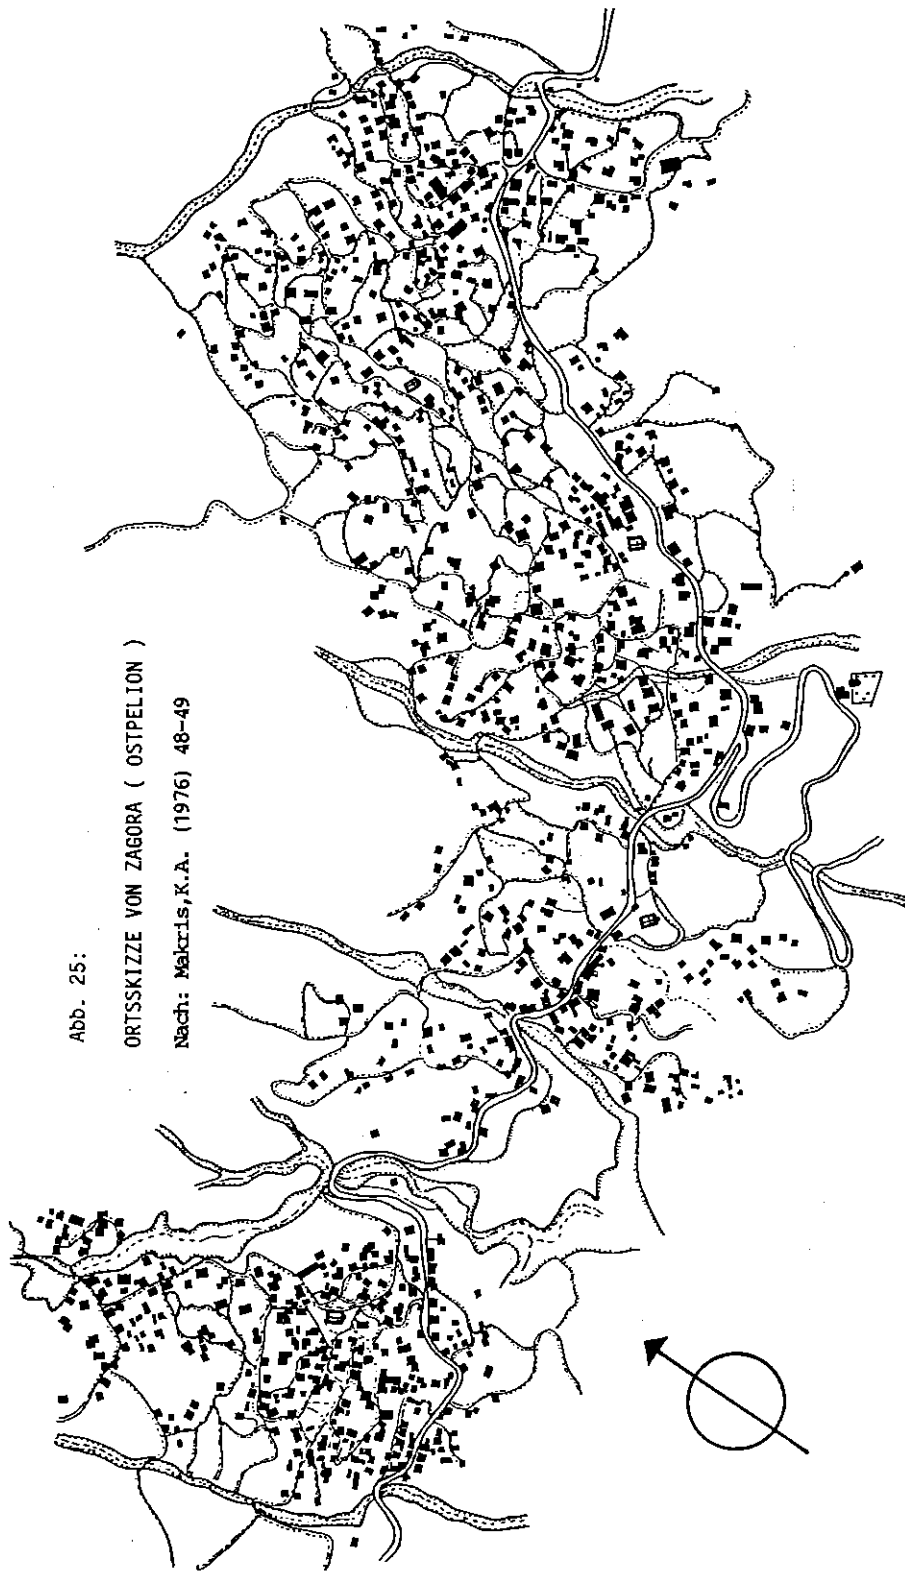 Abb. 25:
ORTSSKIZZE VON ZAGORA ( OSTPELION )
Nach: Makris,K.A. (1976) 48-49